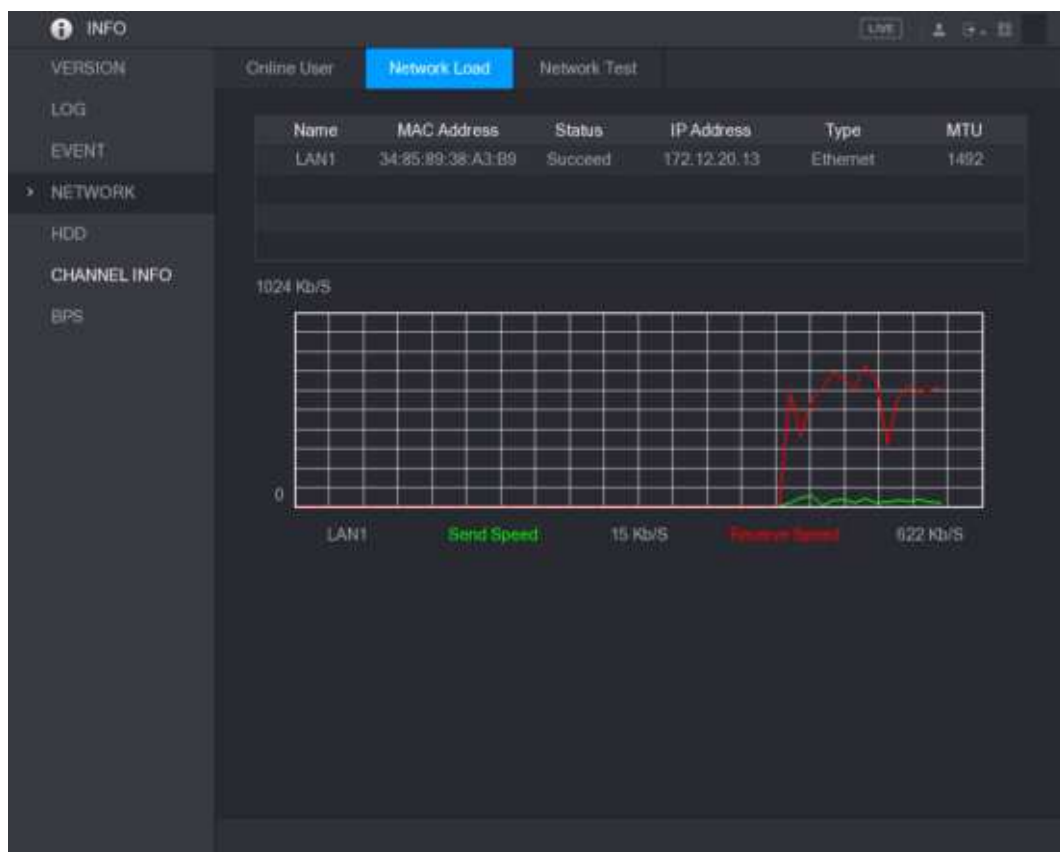 INFO LIVE
VERSION
LOG
EVENT
NETWORK
HDD
CHANNEL INFO
BPS
Online User Network Load Network Test
Name MAC Address Status IP Address Type MTU
LAN1 34:85:89:38:A3:B9 Succeed 172.12.20.13 Ethernet 1492
1024 Kb/S
0
LAN1 Send Speed 15 Kb/S Receive Speed 622 Kb/S